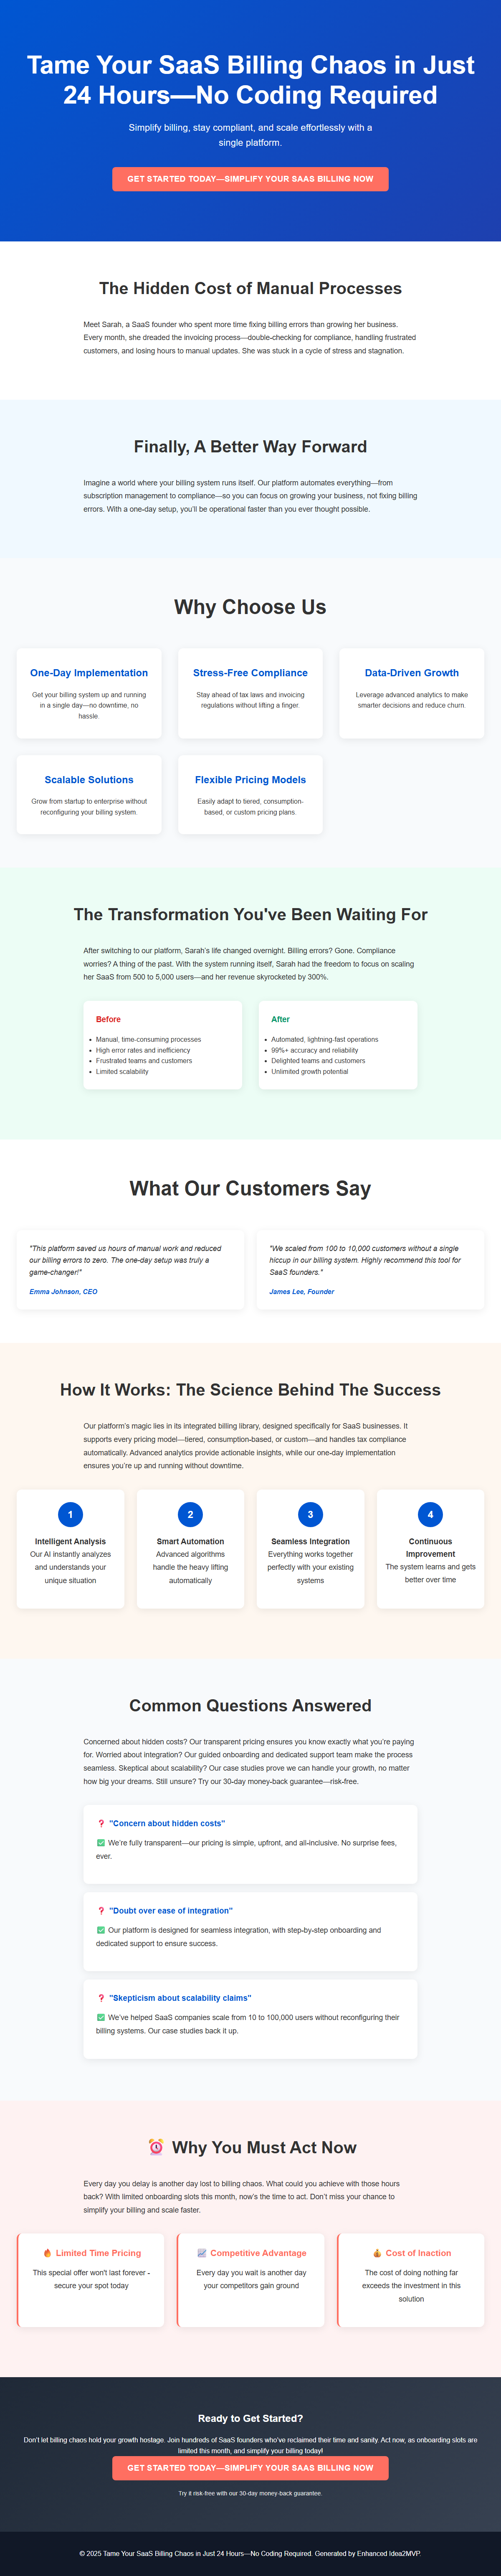 Tame Your SaaS Billing Chaos in Just
24 Hours—No Coding Required
Simplify billing, stay compliant, and scale effortlessly with a
single platform.
GET STARTED TODAY—SIMPLIFY YOUR SAAS BILLING NOW
The Hidden Cost of Manual Processes
Meet Sarah, a SaaS founder who spent more time fixing billing errors than growing her business.
Every month, she dreaded the invoicing process—double-checking for compliance, handling frustrated
customers, and losing hours to manual updates. She was stuck in a cycle of stress and stagnation.
Finally, A Better Way Forward
Imagine a world where your billing system runs itself. Our platform automates everything—from
subscription management to compliance—so you can focus on growing your business, not fixing billing
errors. With a one-day setup, you'll be operational faster than you ever thought possible.
Why Choose Us
One-Day Implementation
Get your billing system up and running
in a single day—no downtime, no
hassle.
Stress-Free Compliance
Stay ahead of tax laws and invoicing
regulations without lifting a finger.
Data-Driven Growth
Leverage advanced analytics to make
smarter decisions and reduce churn.
Scalable Solutions
Grow from startup to enterprise without
reconfiguring your billing system.
Flexible Pricing Models
Easily adapt to tiered, consumption-
based, or custom pricing plans.
The Transformation You've Been Waiting For
After switching to our platform, Sarah's life changed overnight. Billing errors? Gone. Compliance
worries? A thing of the past. With the system running itself, Sarah had the freedom to focus on scaling
her SaaS from 500 to 5,000 users—and her revenue skyrocketed by 300%.
Before
• Manual, time-consuming processes
• High error rates and inefficiency
• Frustrated teams and customers
• Limited scalability
After
• Automated, lightning-fast operations
• 99%+ accuracy and reliability
• Delighted teams and customers
• Unlimited growth potential
What Our Customers Say
"This platform saved us hours of manual work and reduced
our billing errors to zero. The one-day setup was truly a
game-changer!"
Emma Johnson, CEO
"We scaled from 100 to 10,000 customers without a single
hiccup in our billing system. Highly recommend this tool for
SaaS founders."
James Lee, Founder
How It Works: The Science Behind The Success
Our platform's magic lies in its integrated billing library, designed specifically for SaaS businesses. It
supports every pricing model—tiered, consumption-based, or custom—and handles tax compliance
automatically. Advanced analytics provide actionable insights, while our one-day implementation
ensures you're up and running without downtime.
1
Intelligent Analysis
Our AI instantly analyzes
and understands your
unique situation
2
Smart Automation
Advanced algorithms
handle the heavy lifting
automatically
3
Seamless Integration
Everything works together
perfectly with your existing
systems
4
Continuous
Improvement
The system learns and gets
better over time
Common Questions Answered
Concerned about hidden costs? Our transparent pricing ensures you know exactly what you're paying
for. Worried about integration? Our guided onboarding and dedicated support team make the process
seamless. Skeptical about scalability? Our case studies prove we can handle your growth, no matter
how big your dreams. Still unsure? Try our 30-day money-back guarantee—risk-free.
❓ "Concern about hidden costs"
✅ We're fully transparent—our pricing is simple, upfront, and all-inclusive. No surprise fees,
ever.
❓ "Doubt over ease of integration"
✅ Our platform is designed for seamless integration, with step-by-step onboarding and
dedicated support to ensure success.
❓ "Skepticism about scalability claims"
✅ We've helped SaaS companies scale from 10 to 100,000 users without reconfiguring their
billing systems. Our case studies back it up.
⏰ Why You Must Act Now
Every day you delay is another day lost to billing chaos. What could you achieve with those hours
back? With limited onboarding slots this month, now's the time to act. Don't miss your chance to
simplify your billing and scale faster.
🔥 Limited Time Pricing
This special offer won't last forever -
secure your spot today
📈 Competitive Advantage
Every day you wait is another day
your competitors gain ground
💰 Cost of Inaction
The cost of doing nothing far
exceeds the investment in this
solution
Ready to Get Started?
Don't let billing chaos hold your growth hostage. Join hundreds of SaaS founders who've reclaimed their time and sanity. Act now, as onboarding slots are
limited this month, and simplify your billing today!
GET STARTED TODAY—SIMPLIFY YOUR SAAS BILLING NOW
Try it risk-free with our 30-day money-back guarantee.
© 2025 Tame Your SaaS Billing Chaos in Just 24 Hours—No Coding Required. Generated by Enhanced Idea2MVP.